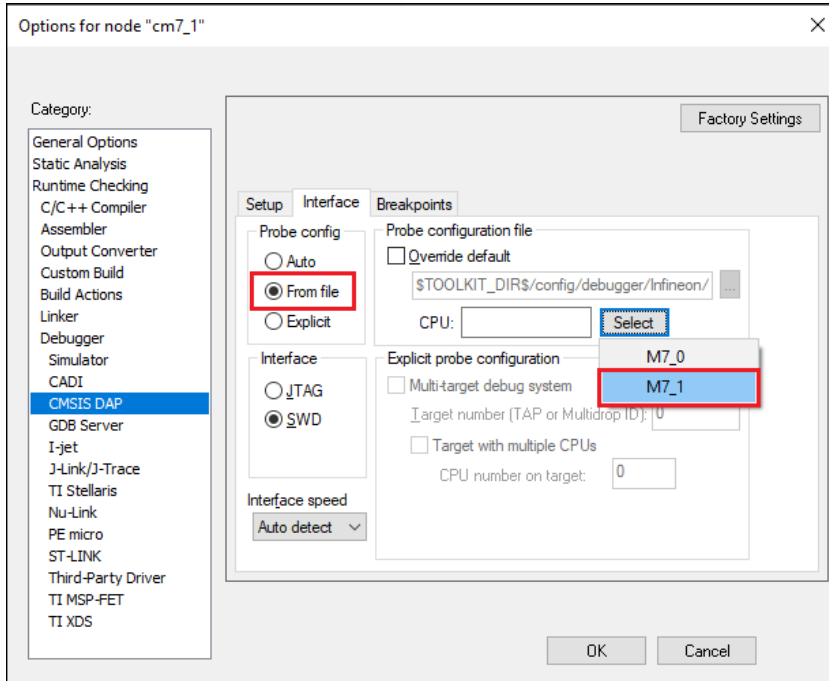 Options for node "cm7_1"
Category:
General Options
Static Analysis
Runtime Checking
C/C++ Compiler
Assembler
Output Converter
Custom Build
Build Actions
Linker
Debugger
Simulator
CADI
CMSIS DAP
GDB Server
I-jet
J-Link/J-Trace
TI Stellaris
Nu-Link
PE micro
ST-LINK
Third-Party Driver
TI MSP-FET
TI XDS
Factory Settings
Setup Interface Breakpoints
Probe config
Auto
From file
Explicit
Probe configuration file
Override default
$TOOLKIT_DIR$/config/debugger/Infineon/ ...
CPU: Select
M7_0
M7_1
Interface
JTAG
SWD
Explicit probe configuration
Multi-target debug system
Target number (TAP or Multidrop ID): 0
Target with multiple CPUs
CPU number on target: 0
Interface speed
Auto detect
OK Cancel